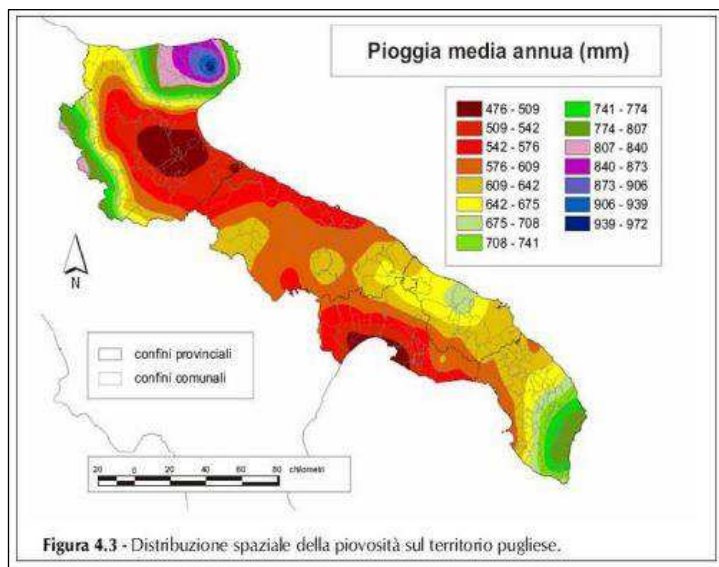 Pioggia media annua (mm)
476 - 509
509 - 542
542 - 576
576 - 609
609 - 642
642 - 675
675 - 708
708 - 741
741 - 774
774 - 807
807 - 840
840 - 873
873 - 906
906 - 939
939 - 972
N
confini provinciali
confini comunali
20 0 20 40 60 80 chilometri
Figura 4.3 - Distribuzione spaziale della piovosità sul territorio pugliese.